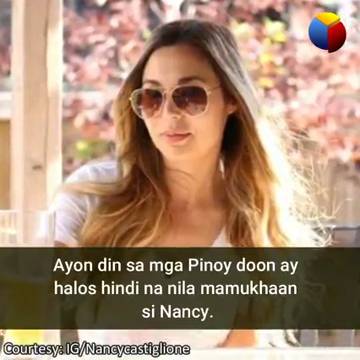 Ayon din sa mga Pinoy doon ay
halos hindi na nila mamukhaan
si Nancy.
Courtesy: IG/Nancycastiglione